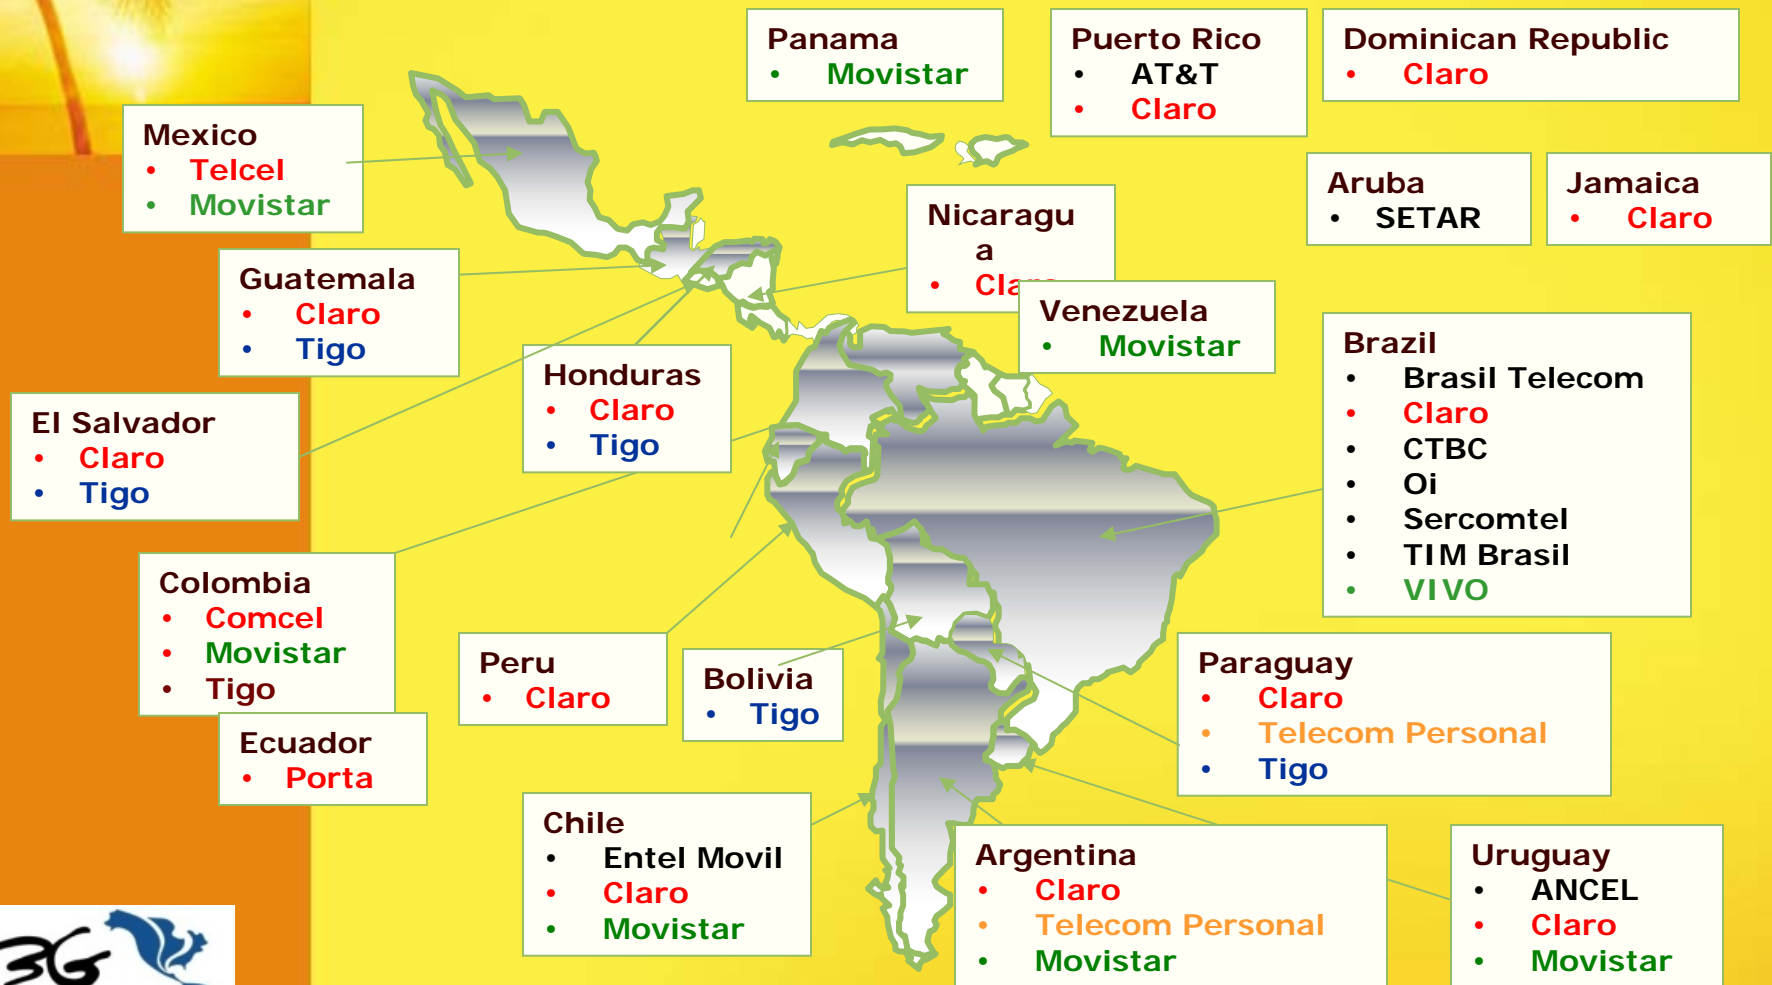 Panama
• Movistar
Puerto Rico
• AT&T
• Claro
Dominican Republic
• Claro
Mexico
• Telcel
• Movistar
Aruba
• SETAR
Jamaica
• Claro
Nicaragu
a
• Claro
Guatemala
• Claro
• Tigo
Venezuela
• Movistar
Honduras
• Claro
• Tigo
El Salvador
• Claro
• Tigo
Brazil
• Brasil Telecom
• Claro
• CTBC
• Oi
• Sercomtel
• TIM Brasil
• VIVO
Colombia
• Comcel
• Movistar
• Tigo
Ecuador
• Porta
Peru
• Claro
Bolivia
• Tigo
Paraguay
• Claro
• Telecom Personal
• Tigo
Chile
• Entel Movil
• Claro
• Movistar
Argentina
• Claro
• Telecom Personal
• Movistar
Uruguay
• ANCEL
• Claro
• Movistar
3G